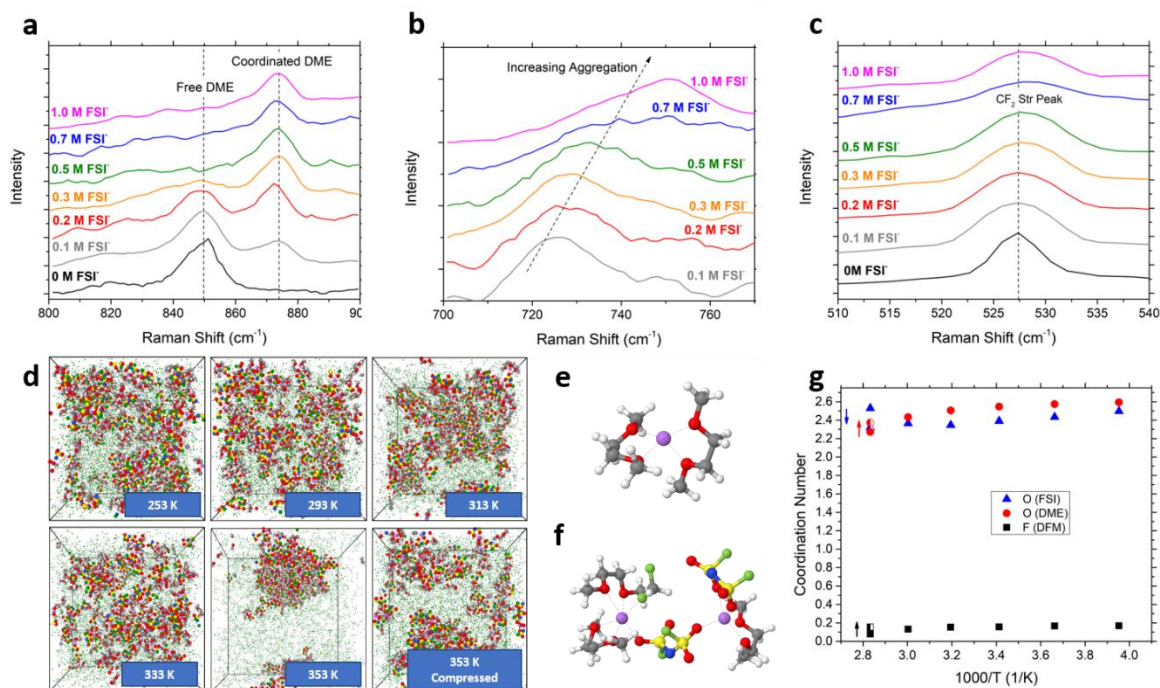 a
Coordinated DME
Free DME
1.0 M FSI⁻
0.7 M FSI⁻
0.5 M FSI⁻
0.3 M FSI⁻
0.2 M FSI⁻
0.1 M FSI⁻
0 M FSI⁻
Intensity
800 820 840 860 880 900
Raman Shift (cm⁻¹)
b
Increasing Aggregation
1.0 M FSI⁻
0.7 M FSI⁻
0.5 M FSI⁻
0.3 M FSI⁻
0.2 M FSI⁻
0.1 M FSI⁻
Intensity
700 720 740 760
Raman Shift (cm⁻¹)
c
1.0 M FSI⁻
0.7 M FSI⁻
CF₂ Str Peak
0.5 M FSI⁻
0.3 M FSI⁻
0.2 M FSI⁻
0.1 M FSI⁻
0M FSI⁻
Intensity
510 515 520 525 530 535 540
Raman Shift (cm⁻¹)
d
253 K
293 K
313 K
333 K
353 K
353 K
Compressed
e
f
g
Coordination Number
2.6
2.4
2.2
2.0
1.8
1.6
1.4
1.2
1.0
0.8
0.6
0.4
0.2
0.0
O (FSI)
O (DME)
F (DFM)
3.0 3.2 3.4 3.6 3.8 4.0
1000/T (1/K)